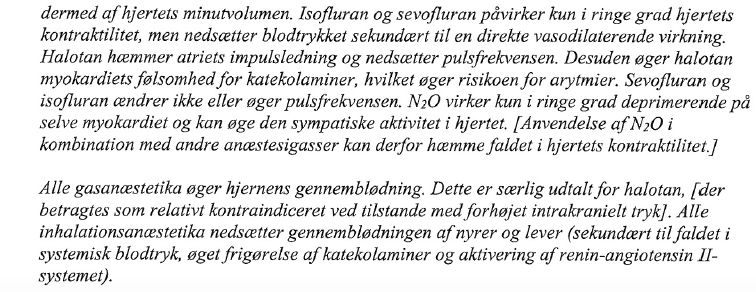 dermed af hjertets minutvolumen. Isofluran og sevofluran påvirker kun i ringe grad hjertets
kontraktilitet, men nedsætter blodtrykket sekundært til en direkte vasodilaterende virkning.
Halotan hæmmer atriets impulsledning og nedsætter pulsfrekvensen. Desuden øger halotan
myokardiets følsomhed for katekolaminer, hvilket øger risikoen for arytmier. Sevofluran og
isofluran ændrer ikke eller øger pulsfrekvensen. N₂O virker kun i ringe grad deprimerende på
selve myokardiet og kan øge den sympatiske aktivitet i hjertet. [Anvendelse af N₂O i
kombination med andre anæstesigasser kan derfor hæmme faldet i hjertets kontraktilitet.]

Alle gasanæstetika øger hjernens gennemblødning. Dette er særlig udtalt for halotan, [der
betragtes som relativt kontraindiceret ved tilstande med forhøjet intrakranielt tryk]. Alle
inhalationsanæstetika nedsætter gennemblødningen af nyrer og lever (sekundært til faldet i
systemisk blodtryk, øget frigørelse af katekolaminer og aktivering af renin-angiotensin II-
systemet).